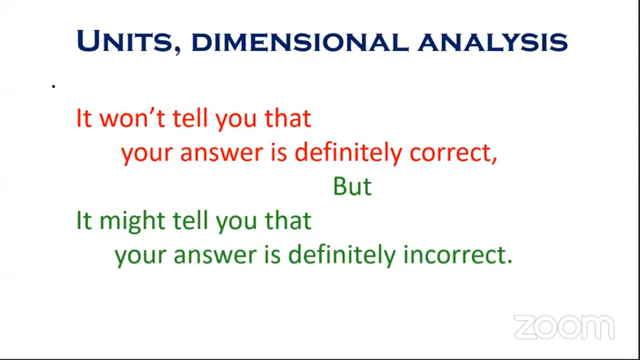 UNITS, DIMENSIONAL ANALYSIS
It won't tell you that
your answer is definitely correct,
But
It might tell you that
your answer is definitely incorrect.
zoom